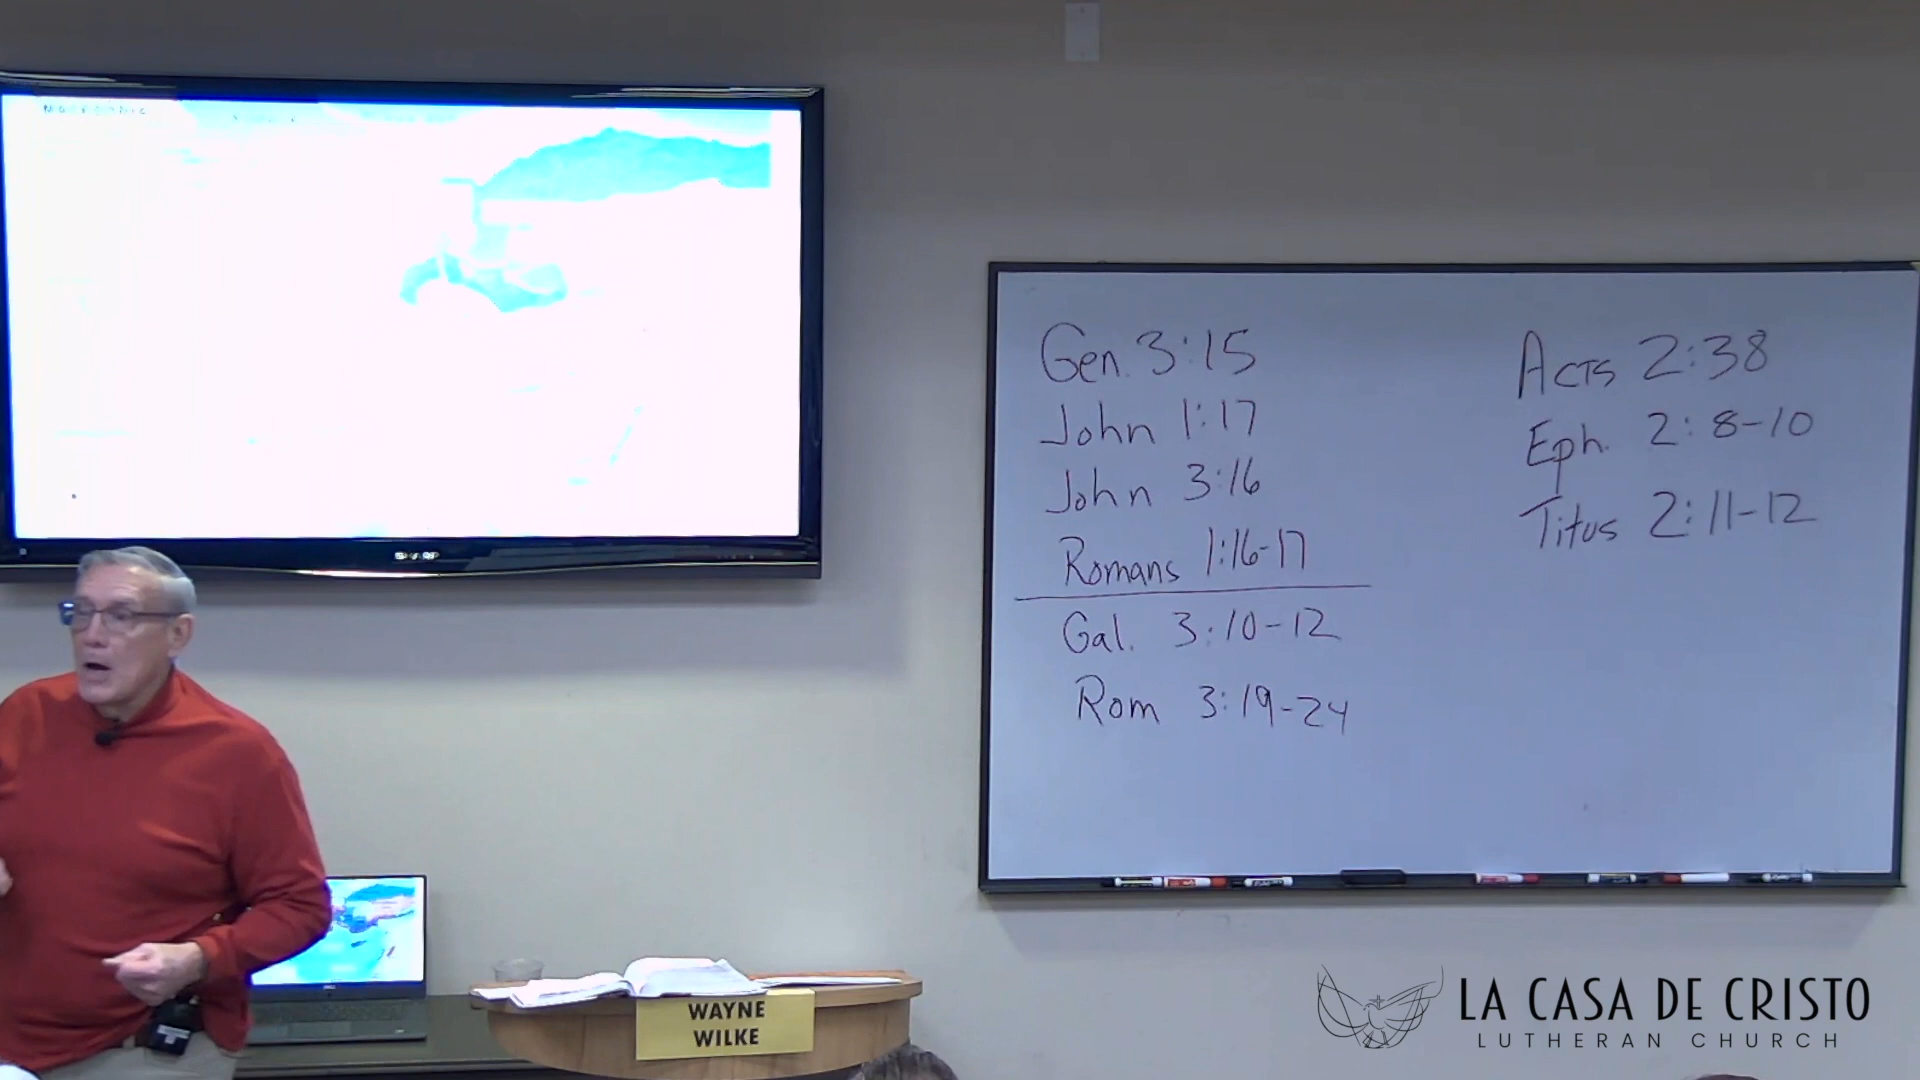 Gen. 3:15
John 1:17
John 3:16
Romans 1:16-17
Gal. 3:10-12
Rom 3:19-24
Acts 2:38
Eph. 2:8-10
Titus 2:11-12
WAYNE
WILKE
LA CASA DE CRISTO
LUTHERAN CHURCH